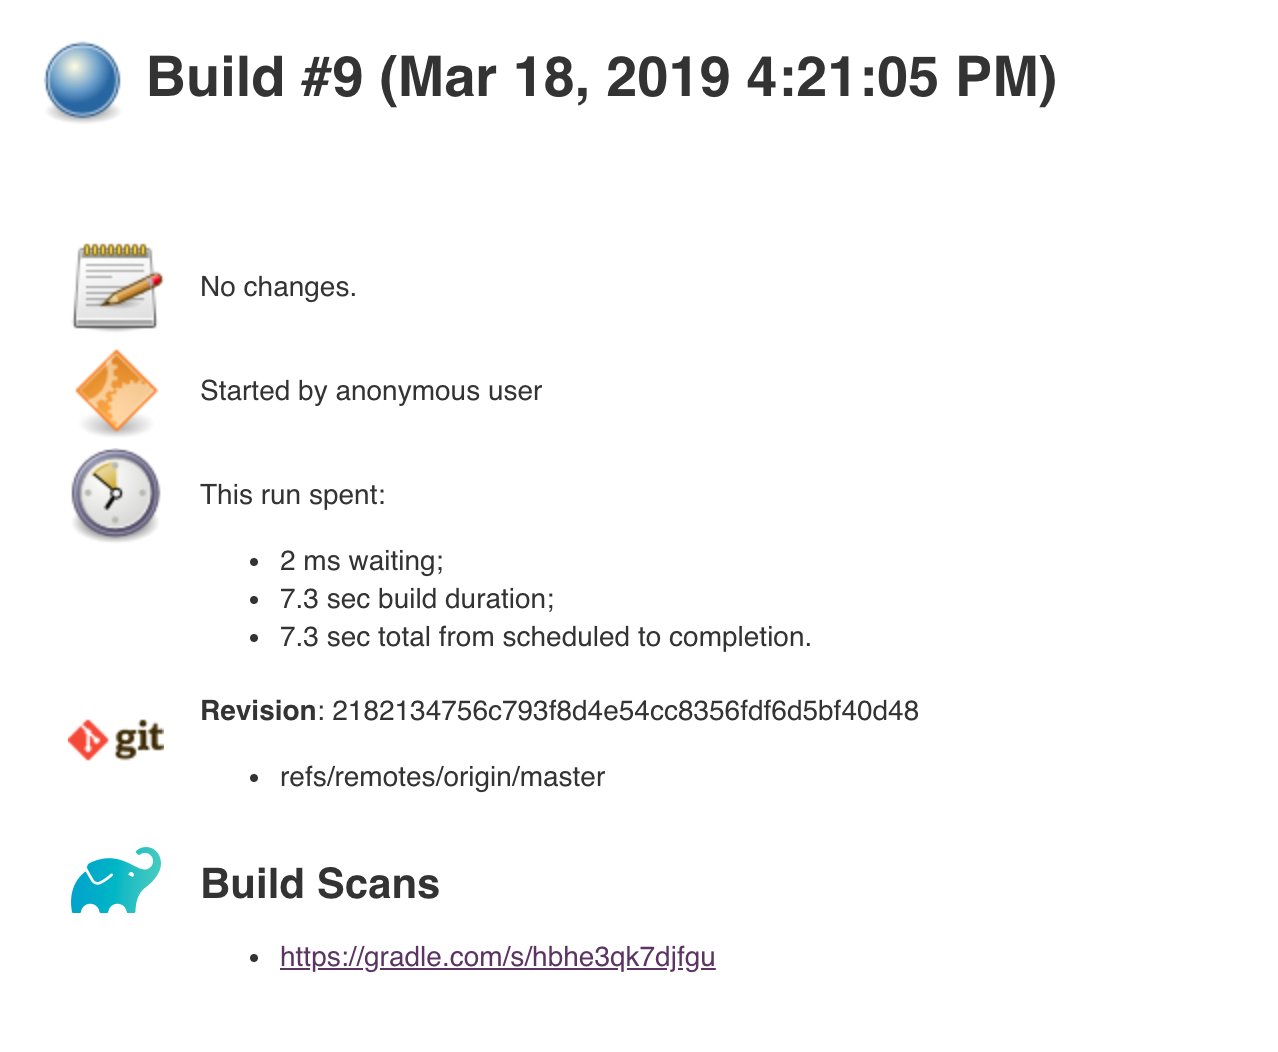 Build #9 (Mar 18, 2019 4:21:05 PM)
No changes.
Started by anonymous user
This run spent:
• 2 ms waiting;
• 7.3 sec build duration;
• 7.3 sec total from scheduled to completion.
Revision: 2182134756c793f8d4e54cc8356fdf6d5bf40d48
git
• refs/remotes/origin/master
Build Scans
• https://gradle.com/s/hbhe3qk7djfgu